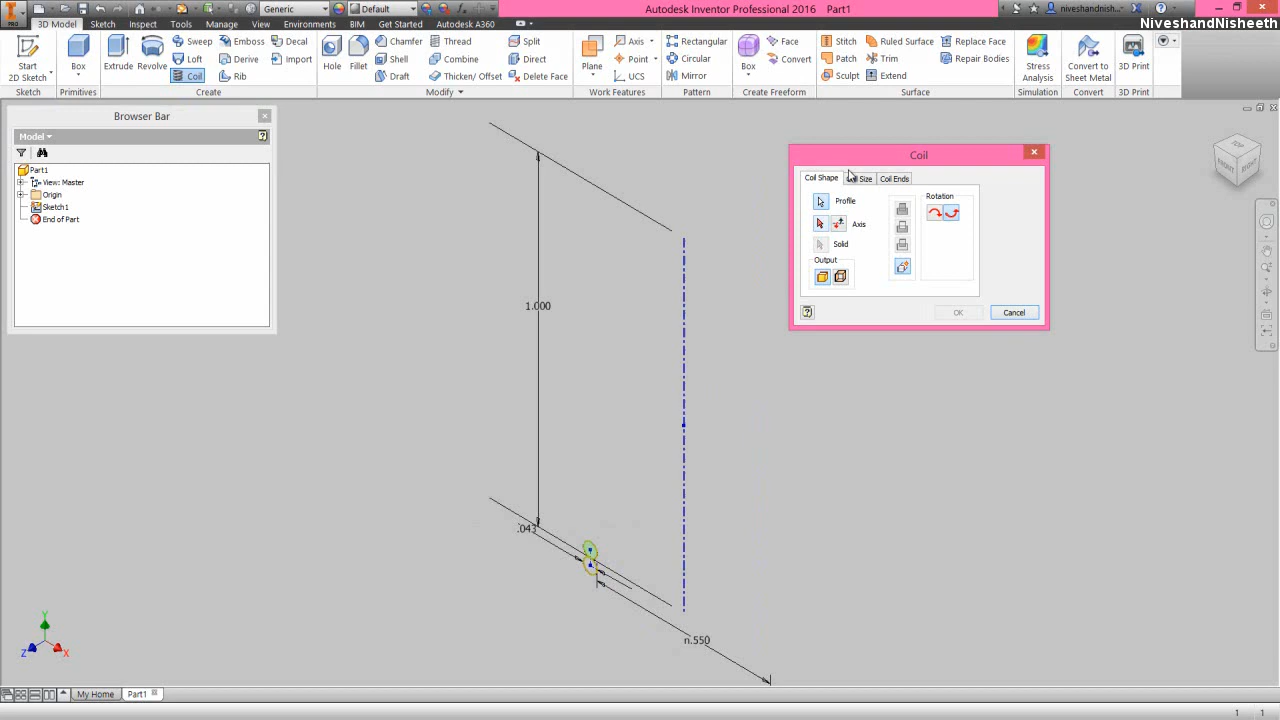 Autodesk Inventor Professional 2016 Part1
niveshandnish...
NiveshandNisheeth
Generic
Default
PRO
3D Model Sketch Inspect Tools Manage View Environments BIM Get Started Autodesk A360
Start
2D Sketch
Box
Extrude
Revolve
Sweep
Loft
Coil
Emboss
Derive
Rib
Decal
Import
Hole
Fillet
Chamfer
Shell
Draft
Thread
Combine
Thicken/ Offset
Split
Direct
Delete Face
Plane
Axis
Point
UCS
Rectangular
Circular
Mirror
Box
Face
Convert
Stitch
Patch
Sculpt
Ruled Surface
Trim
Extend
Replace Face
Repair Bodies
Stress
Analysis
Convert to
Sheet Metal
3D Print
Sketch Primitives Create Modify Work Features Pattern Create Freeform Surface Simulation Convert 3D Print
Browser Bar
Model
Part1
View: Master
Origin
Sketch1
End of Part
1.000
.043
n.550
Coil
Coil Shape Size Coil Ends
Profile
Axis
Solid
Output
Rotation
OK Cancel
TOP
FRONT
RIGHT
Y
Z
X
My Home Part1
1 1